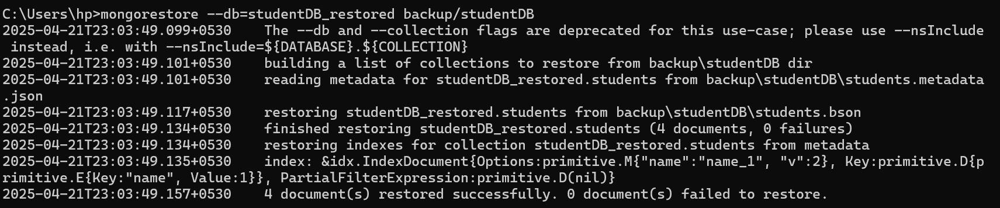 C:\Users\hp>mongorestore --db=studentDB_restored backup/studentDB
2025-04-21T23:03:49.099+0530    The --db and --collection flags are deprecated for this use-case; please use --nsInclude
 instead, i.e. with --nsInclude=${DATABASE}.${COLLECTION}
2025-04-21T23:03:49.101+0530    building a list of collections to restore from backup\studentDB dir
2025-04-21T23:03:49.101+0530    reading metadata for studentDB_restored.students from backup\studentDB\students.metadata
.json
2025-04-21T23:03:49.117+0530    restoring studentDB_restored.students from backup\studentDB\students.bson
2025-04-21T23:03:49.134+0530    finished restoring studentDB_restored.students (4 documents, 0 failures)
2025-04-21T23:03:49.134+0530    restoring indexes for collection studentDB_restored.students from metadata
2025-04-21T23:03:49.135+0530    index: &idx.IndexDocument{Options:primitive.M{"name":"name_1", "v":2}, Key:primitive.D{p
rimitive.E{Key:"name", Value:1}}, PartialFilterExpression:primitive.D(nil)}
2025-04-21T23:03:49.157+0530    4 document(s) restored successfully. 0 document(s) failed to restore.